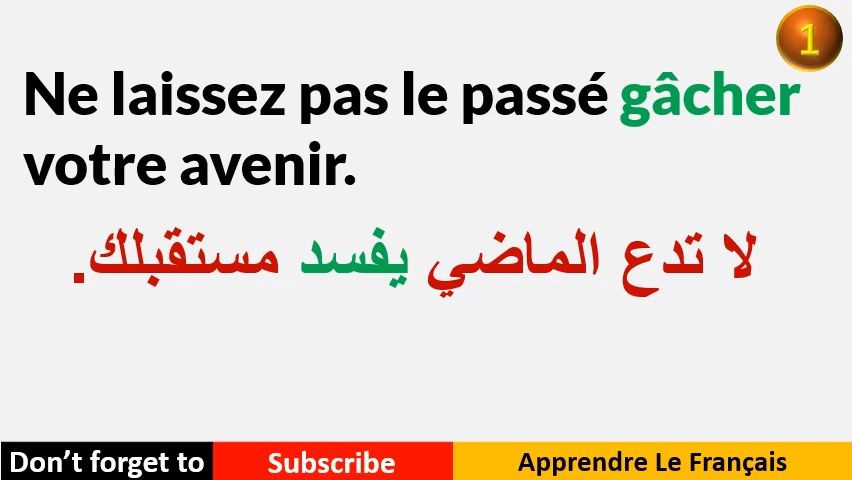 1
Ne laissez pas le passé gâcher
votre avenir.
لا تدع الماضي يفسد مستقبلك.
Don't forget to Subscribe Apprendre Le Français